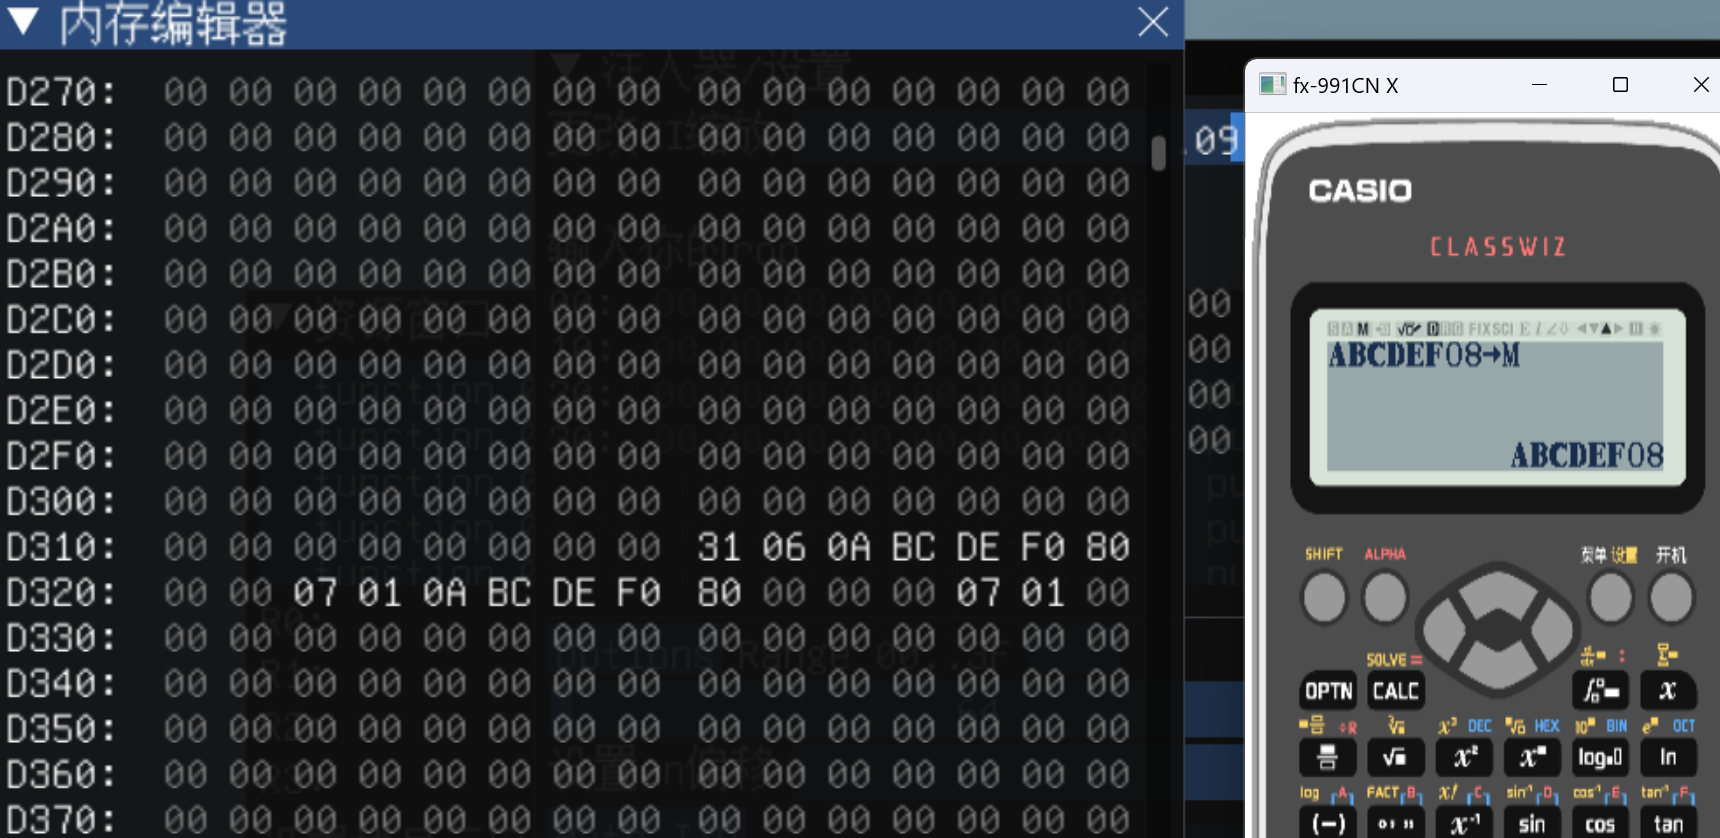 ▼ 内存编辑器
D270: 00 00 00 00 00 00 00 00 00 00 00 00 00 00 00
D280: 00 00 00 00 00 00 00 00 00 00 00 00 00 00 00
D290: 00 00 00 00 00 00 00 00 00 00 00 00 00 00 00
D2A0: 00 00 00 00 00 00 00 00 00 00 00 00 00 00 00
D2B0: 00 00 00 00 00 00 00 00 00 00 00 00 00 00 00
D2C0: 00 00 00 00 00 00 00 00 00 00 00 00 00 00 00
D2D0: 00 00 00 00 00 00 00 00 00 00 00 00 00 00 00
D2E0: 00 00 00 00 00 00 00 00 00 00 00 00 00 00 00
D2F0: 00 00 00 00 00 00 00 00 00 00 00 00 00 00 00
D300: 00 00 00 00 00 00 00 00 00 00 00 00 00 00 00
D310: 00 00 00 00 00 00 00 00 31 06 0A BC DE F0 80
D320: 00 00 07 01 0A BC DE F0 80 00 00 00 07 01 00
D330: 00 00 00 00 00 00 00 00 00 00 00 00 00 00 00
D340: 00 00 00 00 00 00 00 00 00 00 00 00 00 00 00
D350: 00 00 00 00 00 00 00 00 00 00 00 00 00 00 00
D360: 00 00 00 00 00 00 00 00 00 00 00 00 00 00 00
D370: 00 00 00 00 00 00 00 00 00 00 00 00 00 00 00
.09
00
00
00
00
fx-991CN X
CASIO
CLASSWIZ
FIX SCI
ABCDEF08→M
ABCDEF08
SHIFT ALPHA 菜单 设置 开机
SOLVE =
OPTN CALC x
÷R x³ DEC HEX BIN OCT
√ x² log ln
log A FACT B x! C sin⁻¹ D cos⁻¹ E tan⁻¹ F
(−) x⁻¹ sin cos tan